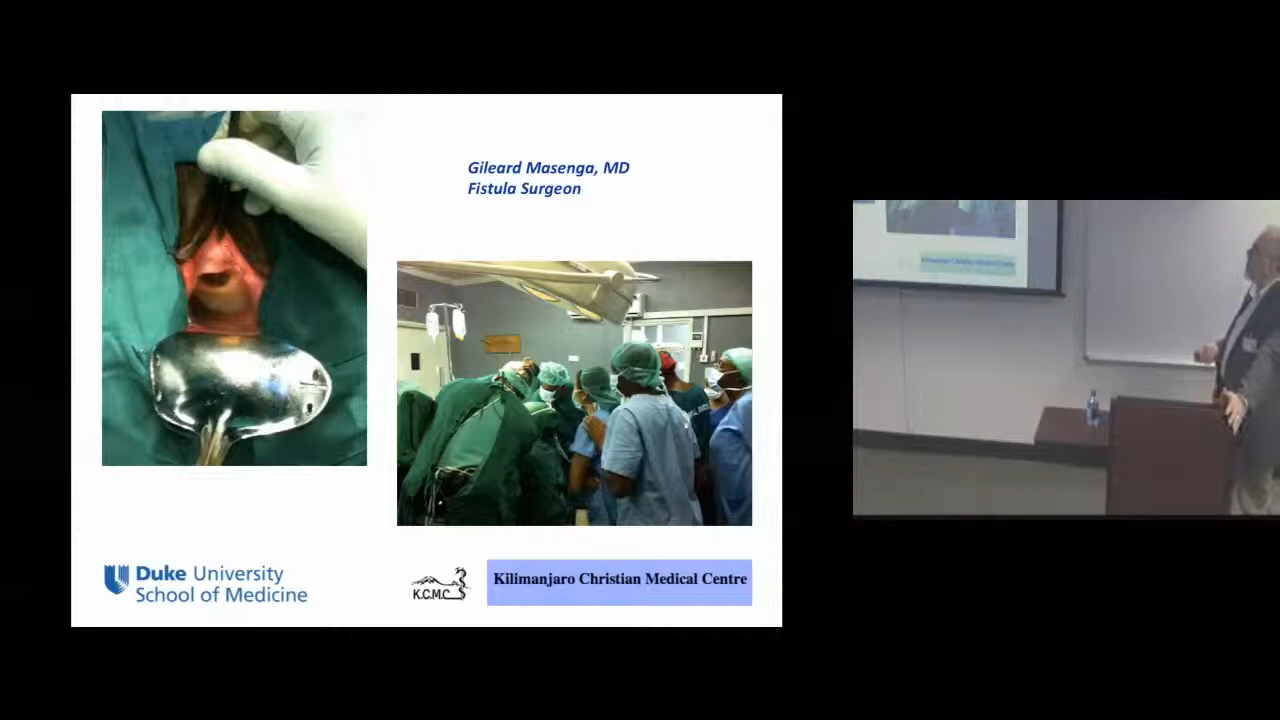 Gileard Masenga, MD
Fistula Surgeon
Duke University
School of Medicine
K.C.M.C
Kilimanjaro Christian Medical Centre